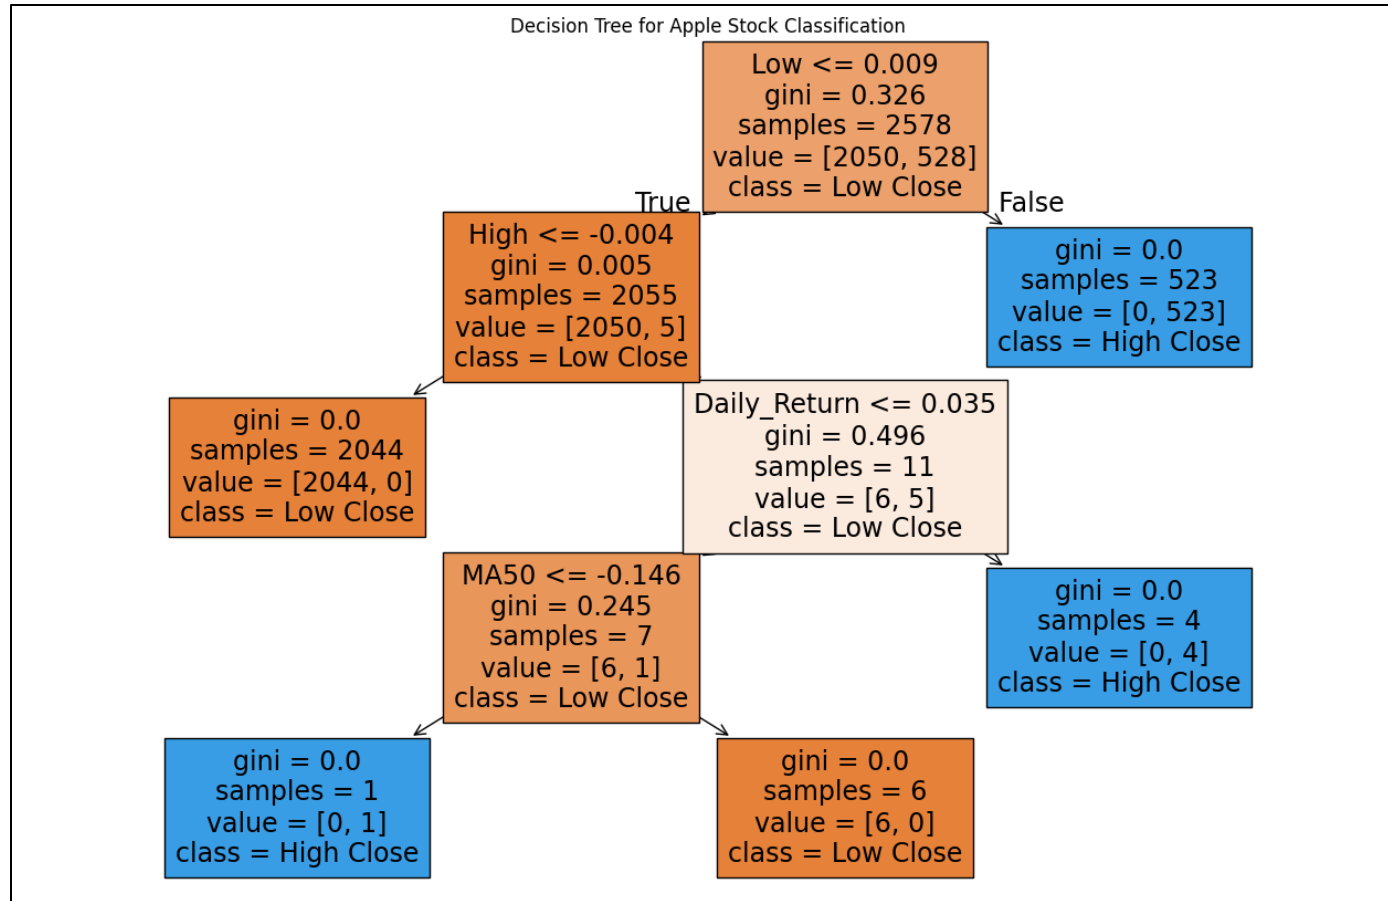 Decision Tree for Apple Stock Classification
Low <= 0.009
gini = 0.326
samples = 2578
value = [2050, 528]
class = Low Close
True
False
High <= -0.004
gini = 0.005
samples = 2055
value = [2050, 5]
class = Low Close
gini = 0.0
samples = 523
value = [0, 523]
class = High Close
gini = 0.0
samples = 2044
value = [2044, 0]
class = Low Close
Daily_Return <= 0.035
gini = 0.496
samples = 11
value = [6, 5]
class = Low Close
MA50 <= -0.146
gini = 0.245
samples = 7
value = [6, 1]
class = Low Close
gini = 0.0
samples = 4
value = [0, 4]
class = High Close
gini = 0.0
samples = 1
value = [0, 1]
class = High Close
gini = 0.0
samples = 6
value = [6, 0]
class = Low Close